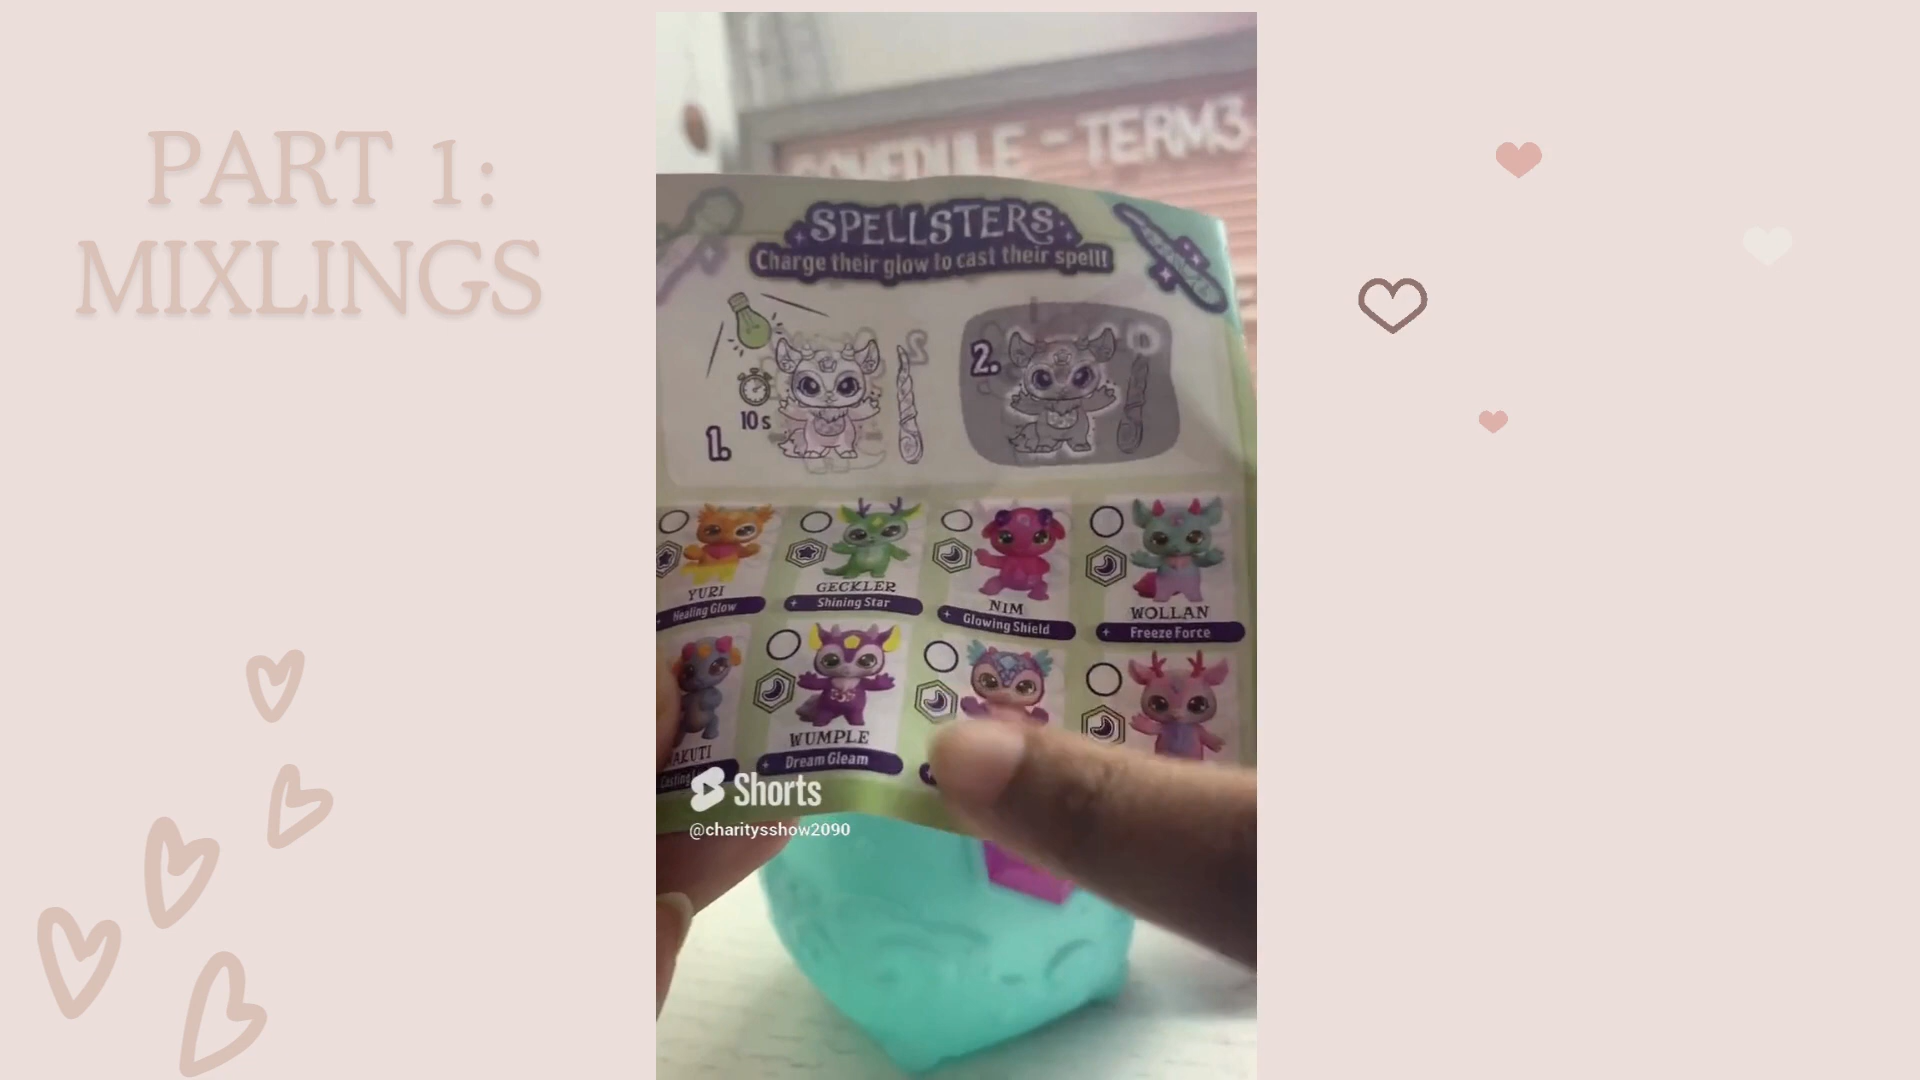 PART 1:
MIXLINGS
SCHEDULE - TERM3
SPELLSTERS
Charge their glow to cast their spell!
1.
10s
2.
YURI
Healing Glow
GECKLER
Shining Star
NIM
Glowing Shield
WOLLAN
Freeze Force
WUMPLE
Dream Gleam
Shorts
@charitysshow2090